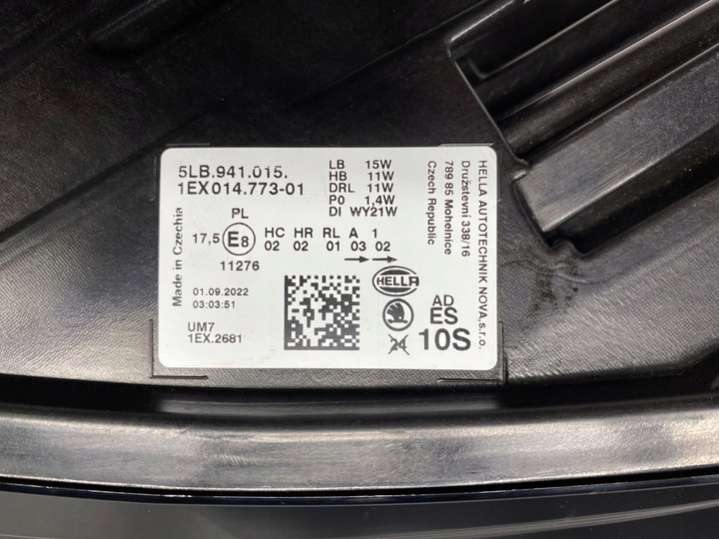 5LB.941.015.
1EX014.773-01
LB 15W
HB 11W
DRL 11W
PO 1,4W
DI WY21W
HELLA AUTOTECHNIK NOVA,s.r.o.
Družstevní 338/16
789 85 Mohelnice
Czech Republic
Made in Czechia
PL
17,5 E8 HC HR RL A 1
02 02 01 03 02
11276
HELLA
01.09.2022
03:03:51
UM7
1EX.2681
24
AD
ES
10S